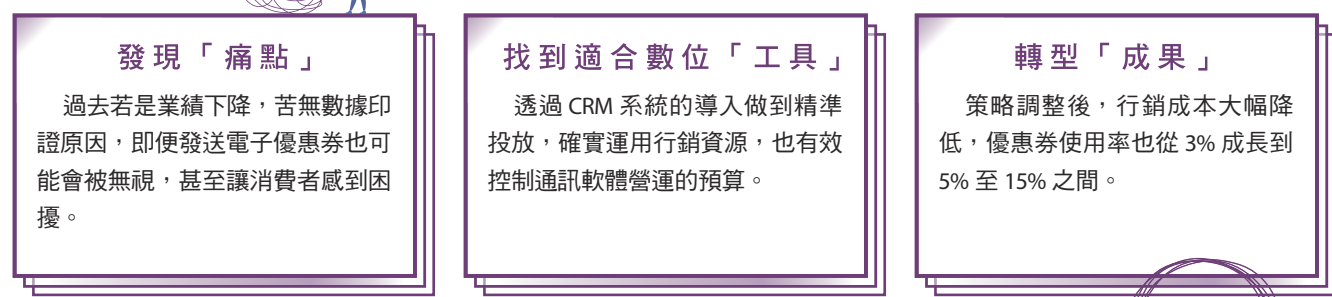 發現「痛點」
過去若是業績下降，苦無數據印
證原因，即便發送電子優惠券也可
能會被無視，甚至讓消費者感到困
擾。
找到適合數位「工具」
透過 CRM 系統的導入做到精準
投放，確實運用行銷資源，也有效
控制通訊軟體營運的預算。
轉型「成果」
策略調整後，行銷成本大幅降
低，優惠券使用率也從 3% 成長到
5% 至 15% 之間。